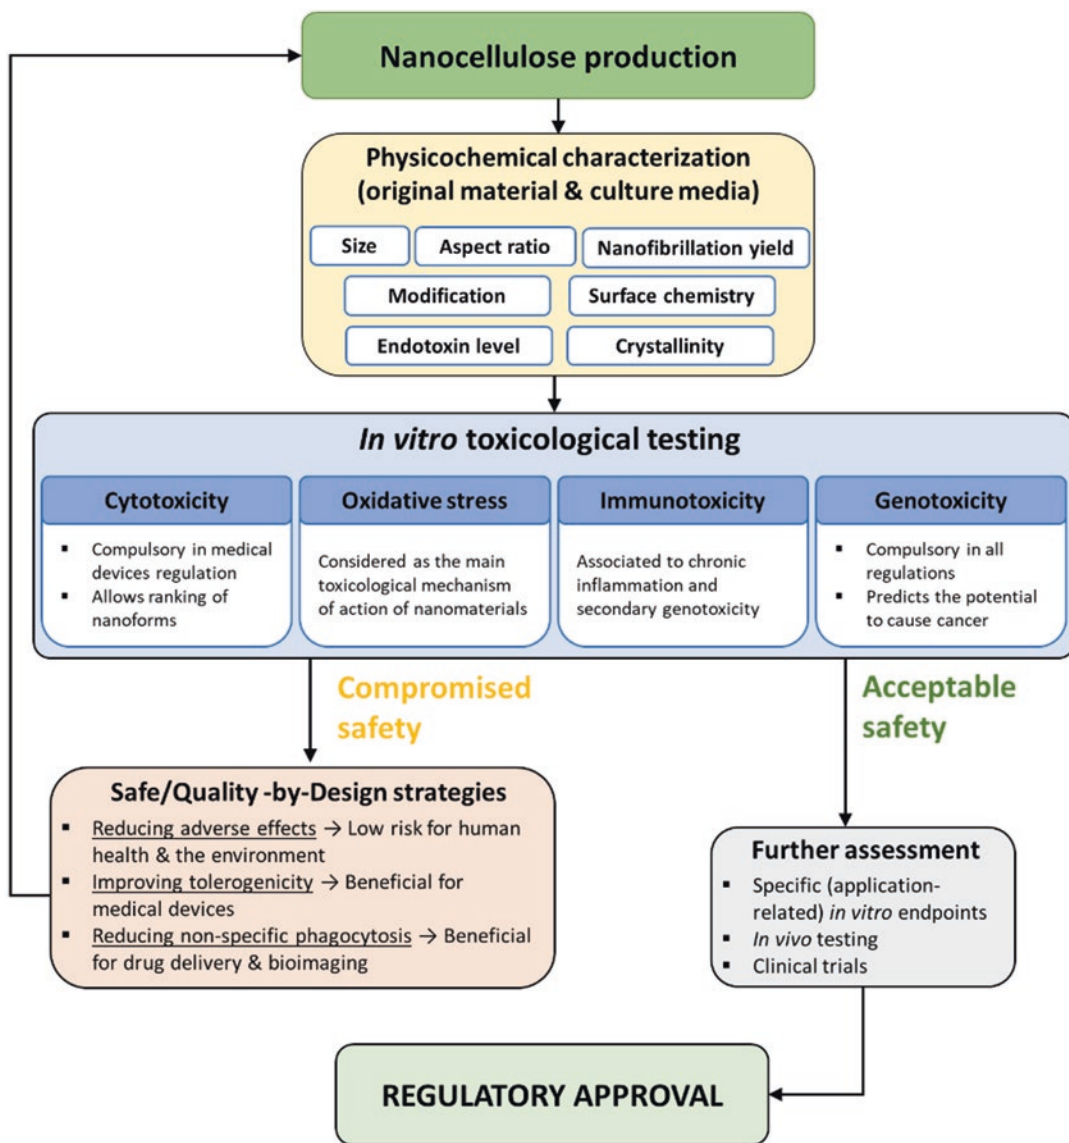 Nanocellulose production
Physicochemical characterization
(original material & culture media)
Size
Aspect ratio
Nanofibrillation yield
Modification
Surface chemistry
Endotoxin level
Crystallinity
In vitro toxicological testing
Cytotoxicity
▪ Compulsory in medical
devices regulation
▪ Allows ranking of
nanoforms
Oxidative stress
Considered as the main
toxicological mechanism
of action of nanomaterials
Immunotoxicity
Associated to chronic
inflammation and
secondary genotoxicity
Genotoxicity
▪ Compulsory in all
regulations
▪ Predicts the potential
to cause cancer
Compromised
safety
Acceptable
safety
Safe/Quality -by-Design strategies
▪ Reducing adverse effects → Low risk for human
health & the environment
▪ Improving tolerogenicity → Beneficial for
medical devices
▪ Reducing non-specific phagocytosis → Beneficial
for drug delivery & bioimaging
Further assessment
▪ Specific (application-
related) in vitro endpoints
▪ In vivo testing
▪ Clinical trials
REGULATORY APPROVAL